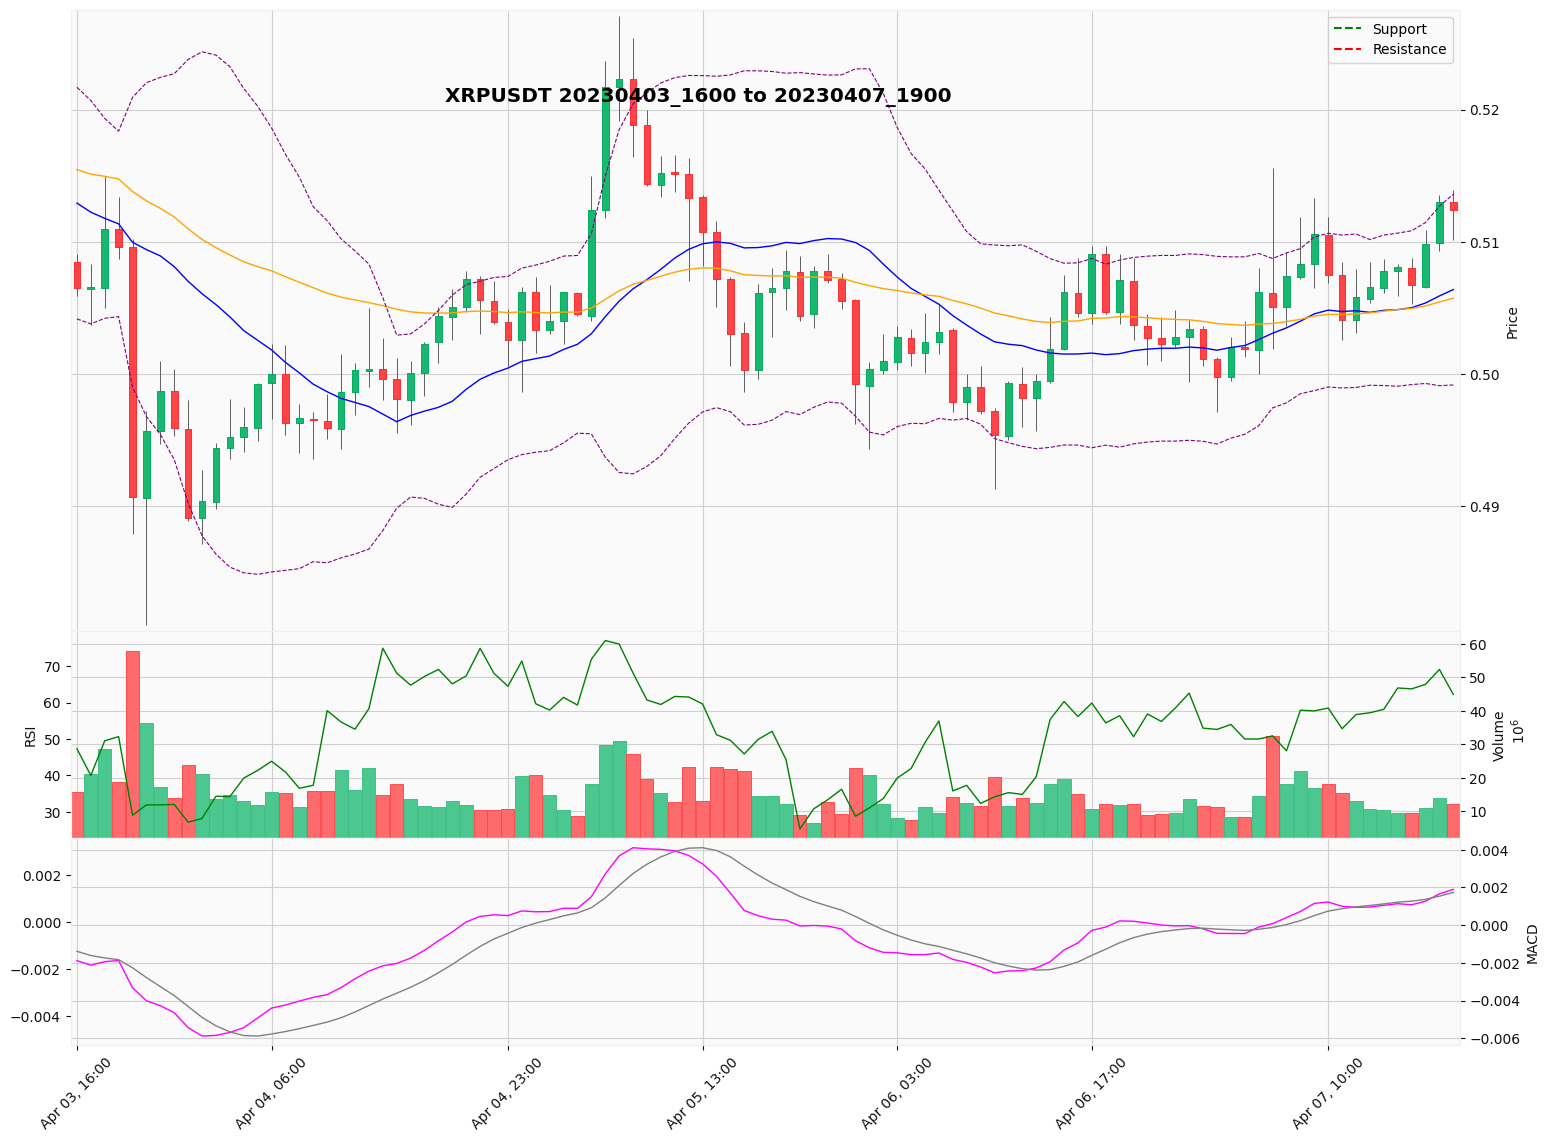 XRPUSDT 20230403_1600 to 20230407_1900
Support
Resistance
0.52
0.51
0.50
0.49
Price
70
60
50
40
30
RSI
60
50
40
30
20
10
Volume
10^6
0.002
0.000
−0.002
−0.004
0.004
0.002
0.000
−0.002
−0.004
−0.006
MACD
Apr 03, 16:00
Apr 04, 06:00
Apr 04, 23:00
Apr 05, 13:00
Apr 06, 03:00
Apr 06, 17:00
Apr 07, 10:00